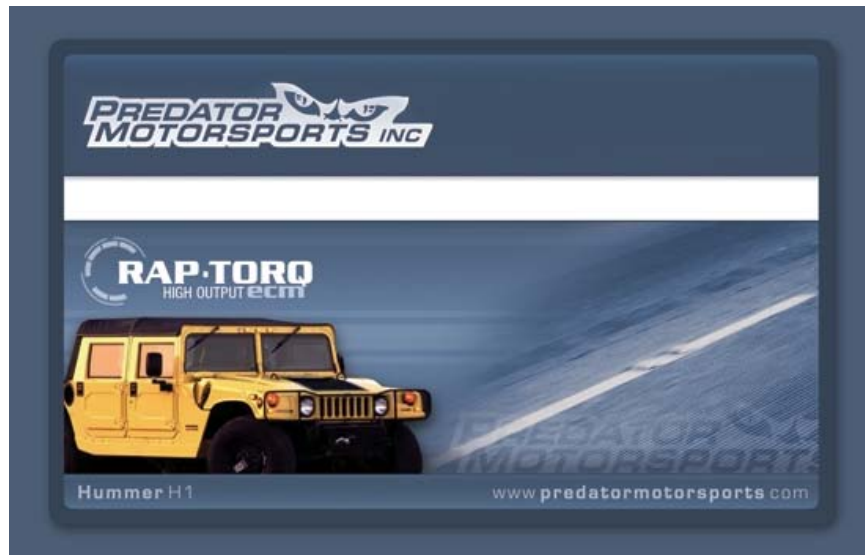 PREDATOR
MOTORSPORTS INC
RAP·TORQ
HIGH OUTPUT ecm
PREDATOR
MOTORSPORTS
Hummer H1
www.predatormotorsports.com